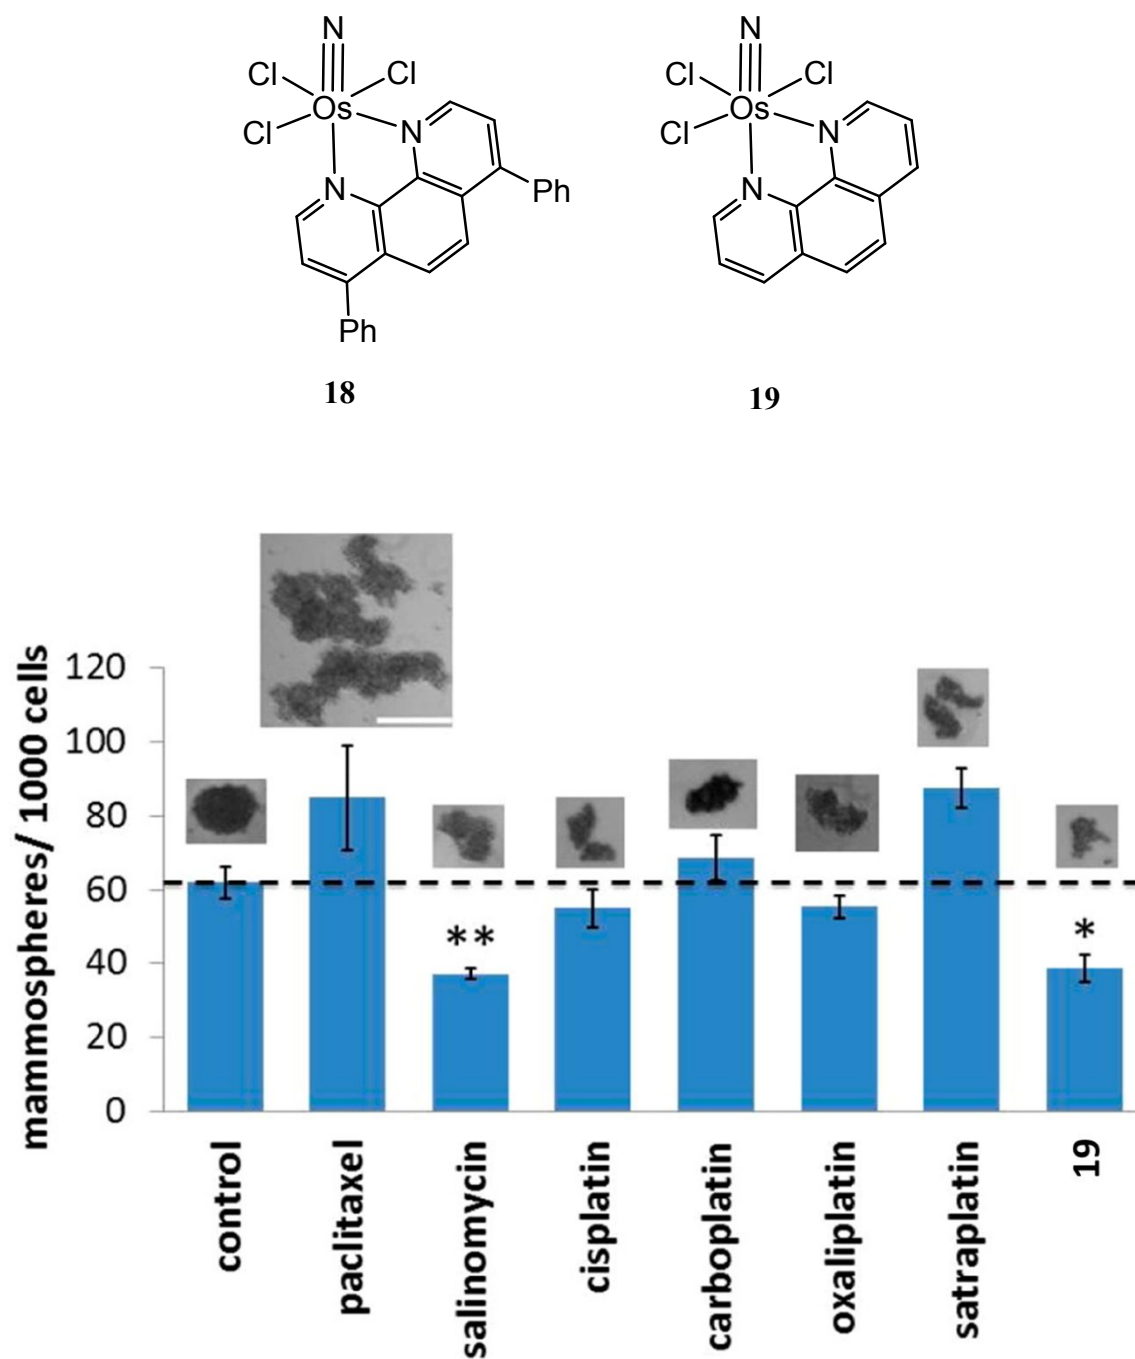 N N
Cl Cl Cl Cl
Os Os
Cl N Cl N
N N
Ph
Ph
18 19
mammospheres/ 1000 cells
120
100
80
60
40
20
0
** *
control
paclitaxel
salinomycin
cisplatin
carboplatin
oxaliplatin
satraplatin
19